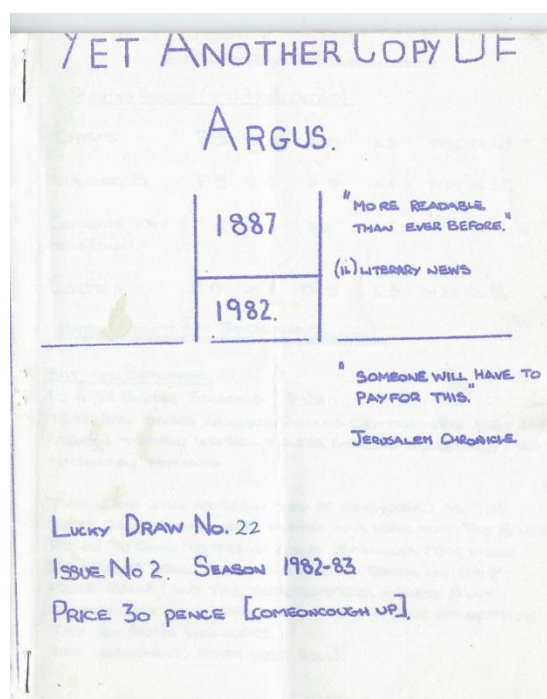 YET ANOTHER COPY OF
ARGUS.
1887
1982.
"MORE READABLE
THAN EVER BEFORE."
(il) LITERARY NEWS
"SOMEONE WILL HAVE TO
PAY FOR THIS."
JERUSALEM CHRONICLE
LUCKY DRAW No. 22
ISSUE No 2. SEASON 1982-83
PRICE 30 PENCE [COMEONCOUGH UP].